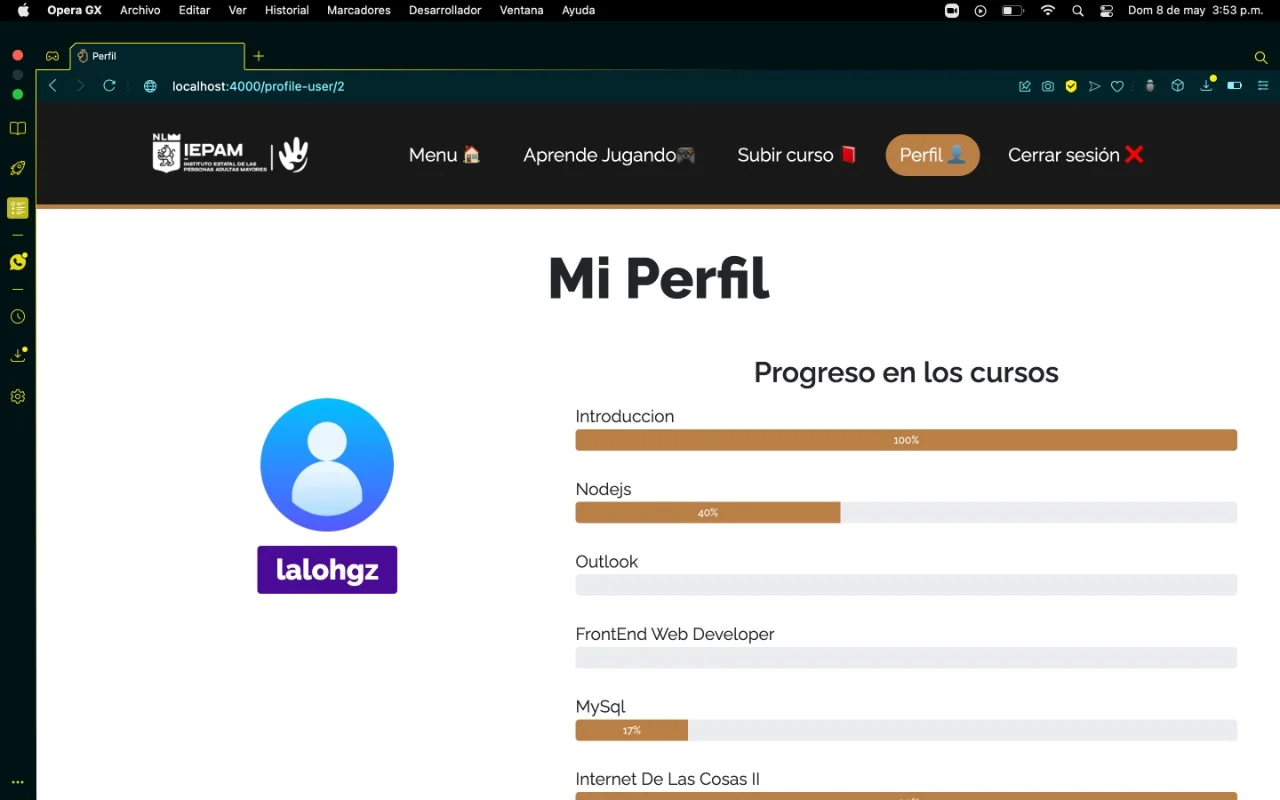 Opera GX Archivo Editar Ver Historial Marcadores Desarrollador Ventana Ayuda Dom 8 de may 3:53 p.m.
Perfil
localhost:4000/profile-user/2
NL
IEPAM
INSTITUTO ESTATAL DE LAS
PERSONAS ADULTAS MAYORES
Menu Aprende Jugando Subir curso Perfil Cerrar sesión
Mi Perfil
Progreso en los cursos
Introduccion
100%
Nodejs
40%
lalohgz
Outlook
FrontEnd Web Developer
MySql
17%
Internet De Las Cosas II